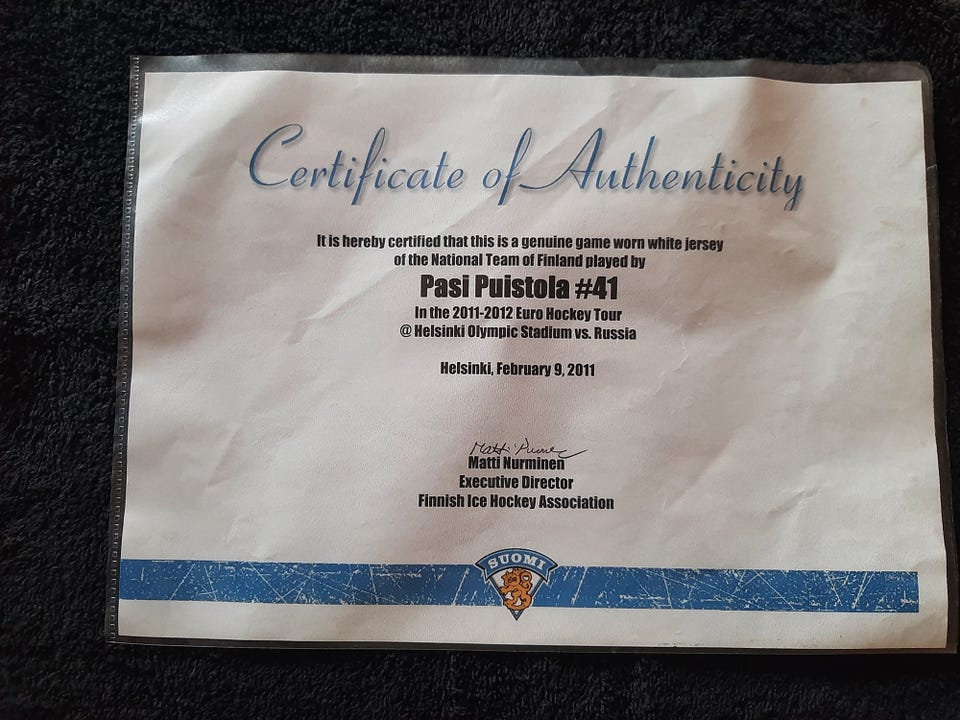 Certificate of Authenticity
It is hereby certified that this is a genuine game worn white jersey
of the National Team of Finland played by
Pasi Puistola #41
In the 2011-2012 Euro Hockey Tour
@ Helsinki Olympic Stadium vs. Russia
Helsinki, February 9, 2011
Matti Nurminen
Executive Director
Finnish Ice Hockey Association
SUOMI